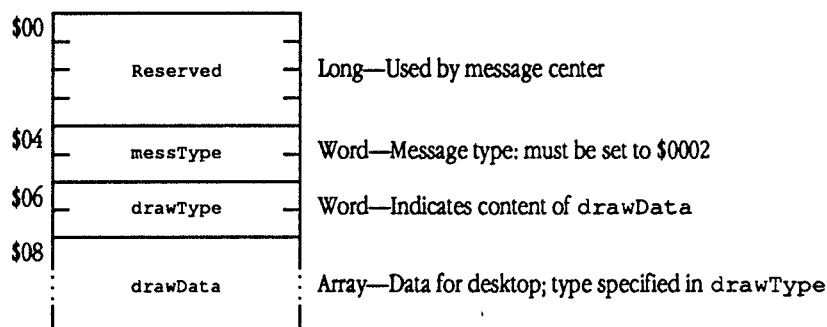 $00
Reserved Long—Used by message center
$04
messType Word—Message type: must be set to $0002
$06
drawType Word—Indicates content of drawData
$08
drawData Array—Data for desktop; type specified in drawType